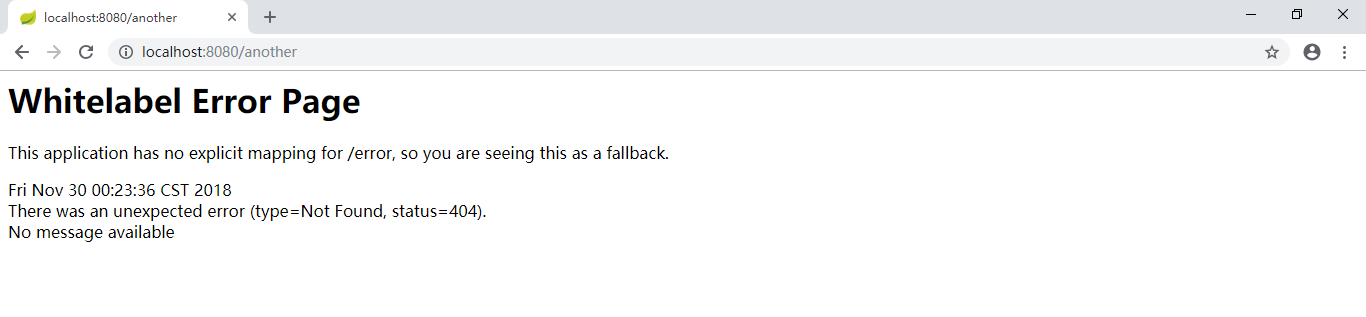 localhost:8080/another
localhost:8080/another
Whitelabel Error Page
This application has no explicit mapping for /error, so you are seeing this as a fallback.
Fri Nov 30 00:23:36 CST 2018
There was an unexpected error (type=Not Found, status=404).
No message available